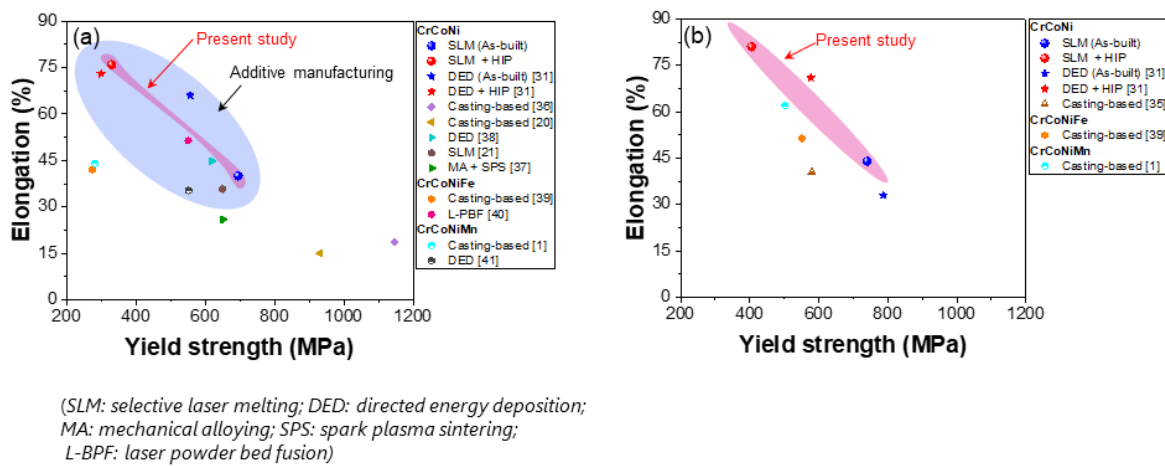 (a)
Present study
Additive manufacturing
90
75
60
45
30
15
0
Elongation (%)
200 400 600 800 1000 1200
Yield strength (MPa)
CrCoNi
SLM (As-built)
SLM + HIP
DED (As-built) [31]
DED + HIP [31]
Casting-based [36]
Casting-based [20]
DED [38]
SLM [21]
MA + SPS [37]
CrCoNiFe
Casting-based [39]
L-PBF [40]
CrCoNiMn
Casting-based [1]
DED [41]
(b)
Present study
90
75
60
45
30
15
0
Elongation (%)
200 400 600 800 1000 1200
Yield strength (MPa)
CrCoNi
SLM (As-built)
SLM + HIP
DED (As-built) [31]
DED + HIP [31]
Casting-based [35]
CrCoNiFe
Casting-based [39]
CrCoNiMn
Casting-based [1]
(SLM: selective laser melting; DED: directed energy deposition;
MA: mechanical alloying; SPS: spark plasma sintering;
L-BPF: laser powder bed fusion)